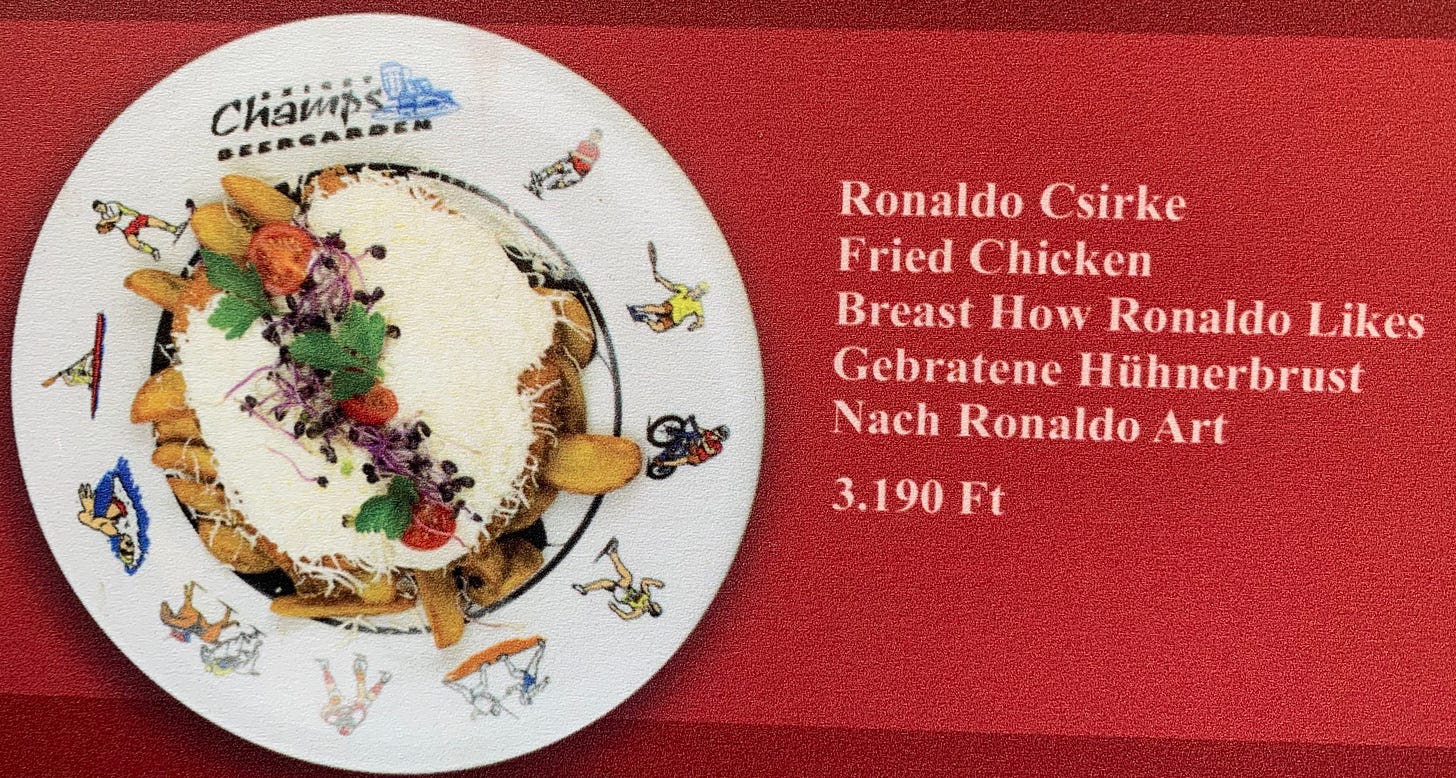 Champs
BEERGARDEN
Ronaldo Csirke
Fried Chicken
Breast How Ronaldo Likes
Gebratene Hühnerbrust
Nach Ronaldo Art
3.190 Ft